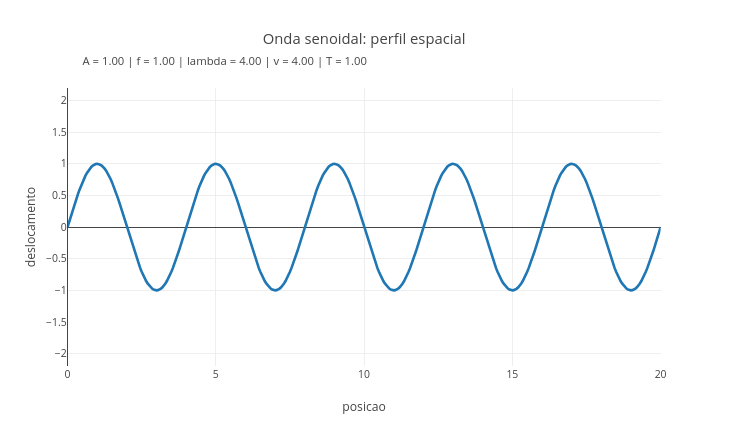 Onda senoidal: perfil espacial
A = 1.00 | f = 1.00 | lambda = 4.00 | v = 4.00 | T = 1.00
2
1.5
1
0.5
0
−0.5
−1
−1.5
−2
deslocamento
0 5 10 15 20
posicao